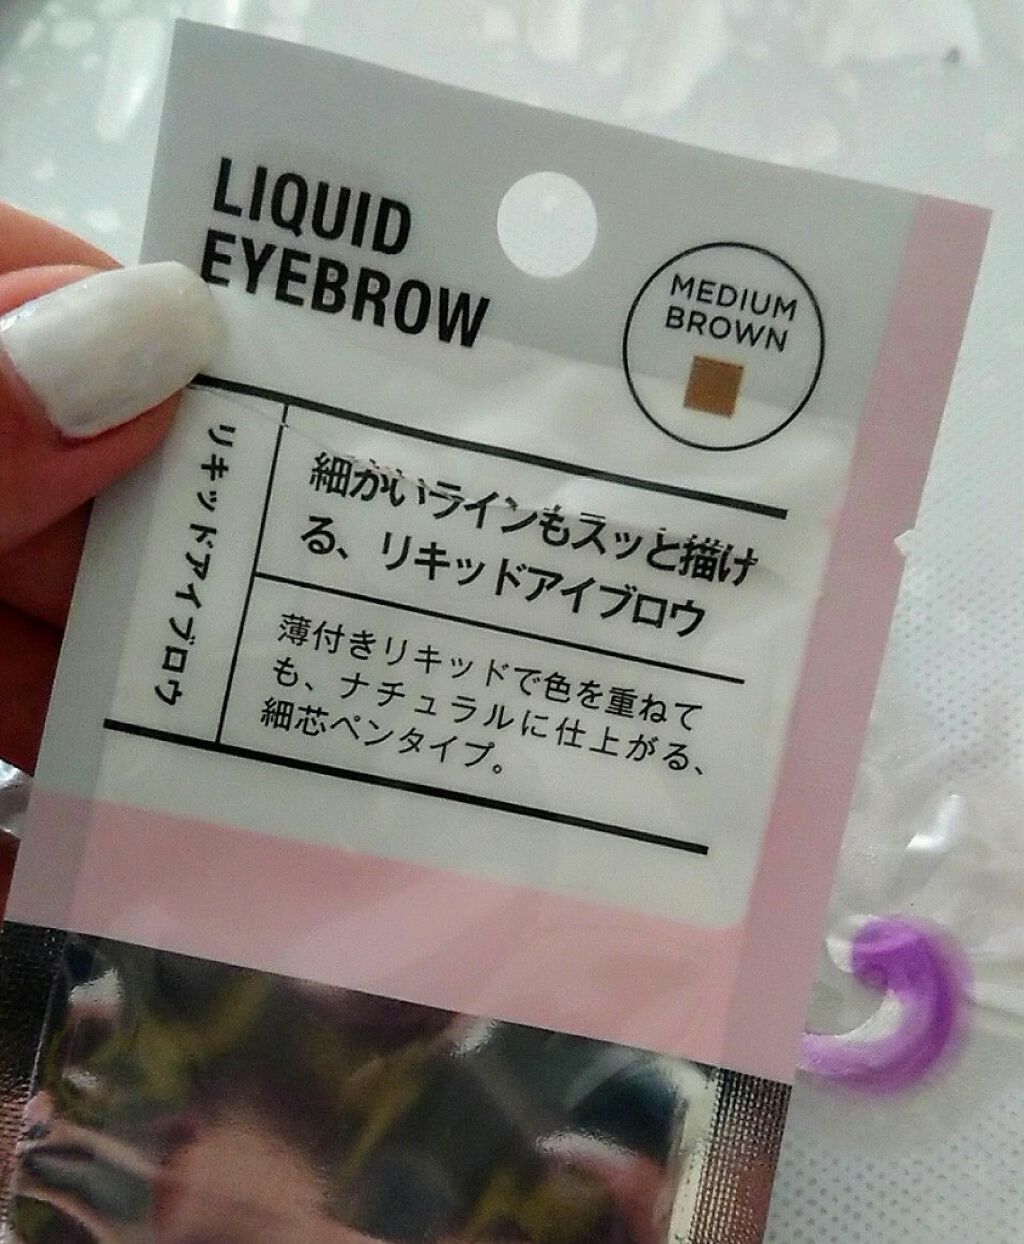 LIQUID
EYEBROW
MEDIUM
BROWN
リキッドアイブロウ
細かいラインもスッと描け
る、リキッドアイブロウ
薄付きリキッドで色を重ねて
も、ナチュラルに仕上がる、
細芯ペンタイプ。